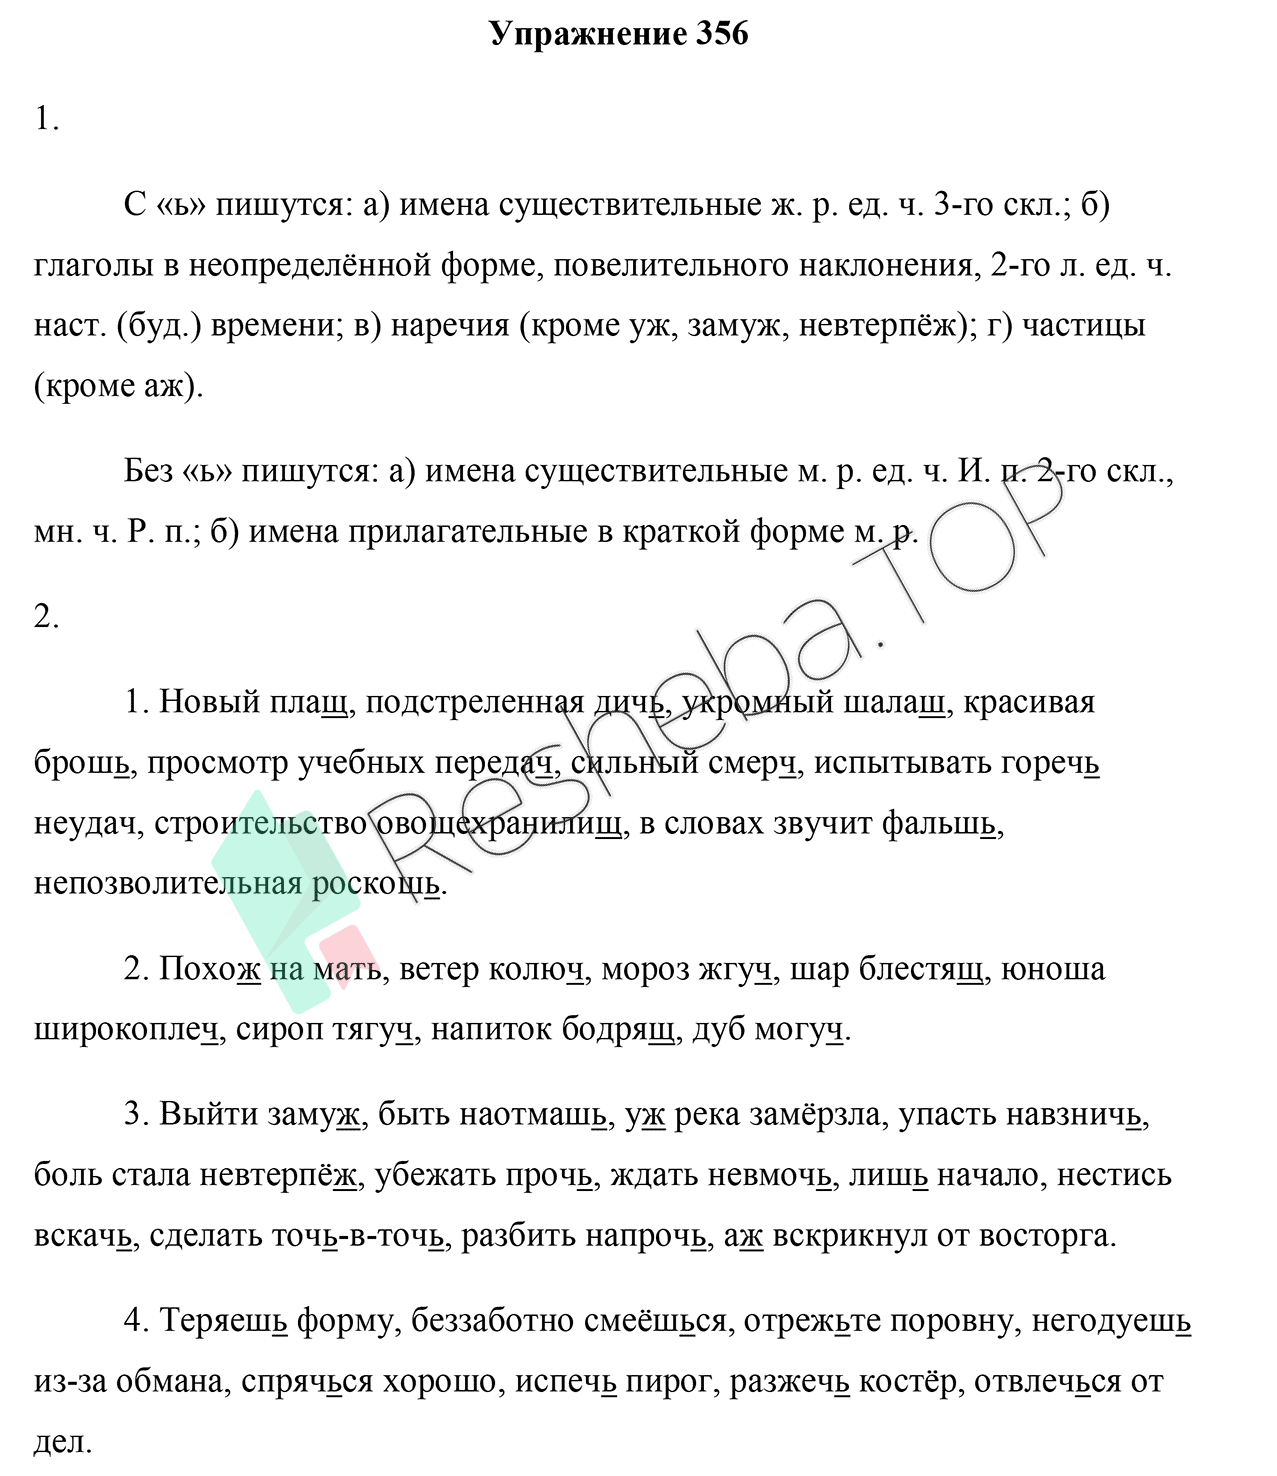 Упражнение 356
1.
С «ь» пишутся: а) имена существительные ж. р. ед. ч. 3-го скл.; б)
глаголы в неопределённой форме, повелительного наклонения, 2-го л. ед. ч.
наст. (буд.) времени; в) наречия (кроме уж, замуж, невтерпёж); г) частицы
(кроме аж).
Без «ь» пишутся: а) имена существительные м. р. ед. ч. И. п. 2-го скл.,
мн. ч. Р. п.; б) имена прилагательные в краткой форме м. р.
2.
1. Новый плащ, подстреленная дичь, укромный шалаш, красивая
брошь, просмотр учебных передач, сильный смерч, испытывать горечь
неудач, строительство овощехранилищ, в словах звучит фальшь,
непозволительная роскошь.
2. Похож на мать, ветер колюч, мороз жгуч, шар блестящ, юноша
широкоплеч, сироп тягуч, напиток бодрящ, дуб могуч.
3. Выйти замуж, быть наотмашь, уж река замёрзла, упасть навзничь,
боль стала невтерпёж, убежать прочь, ждать невмочь, лишь начало, нестись
вскачь, сделать точь-в-точь, разбить напрочь, аж вскрикнул от восторга.
4. Теряешь форму, беззаботно смеёшься, отрежьте поровну, негодуешь
из-за обмана, спрячься хорошо, испечь пирог, разжечь костёр, отвлечься от
дел.
Resheba.TOP